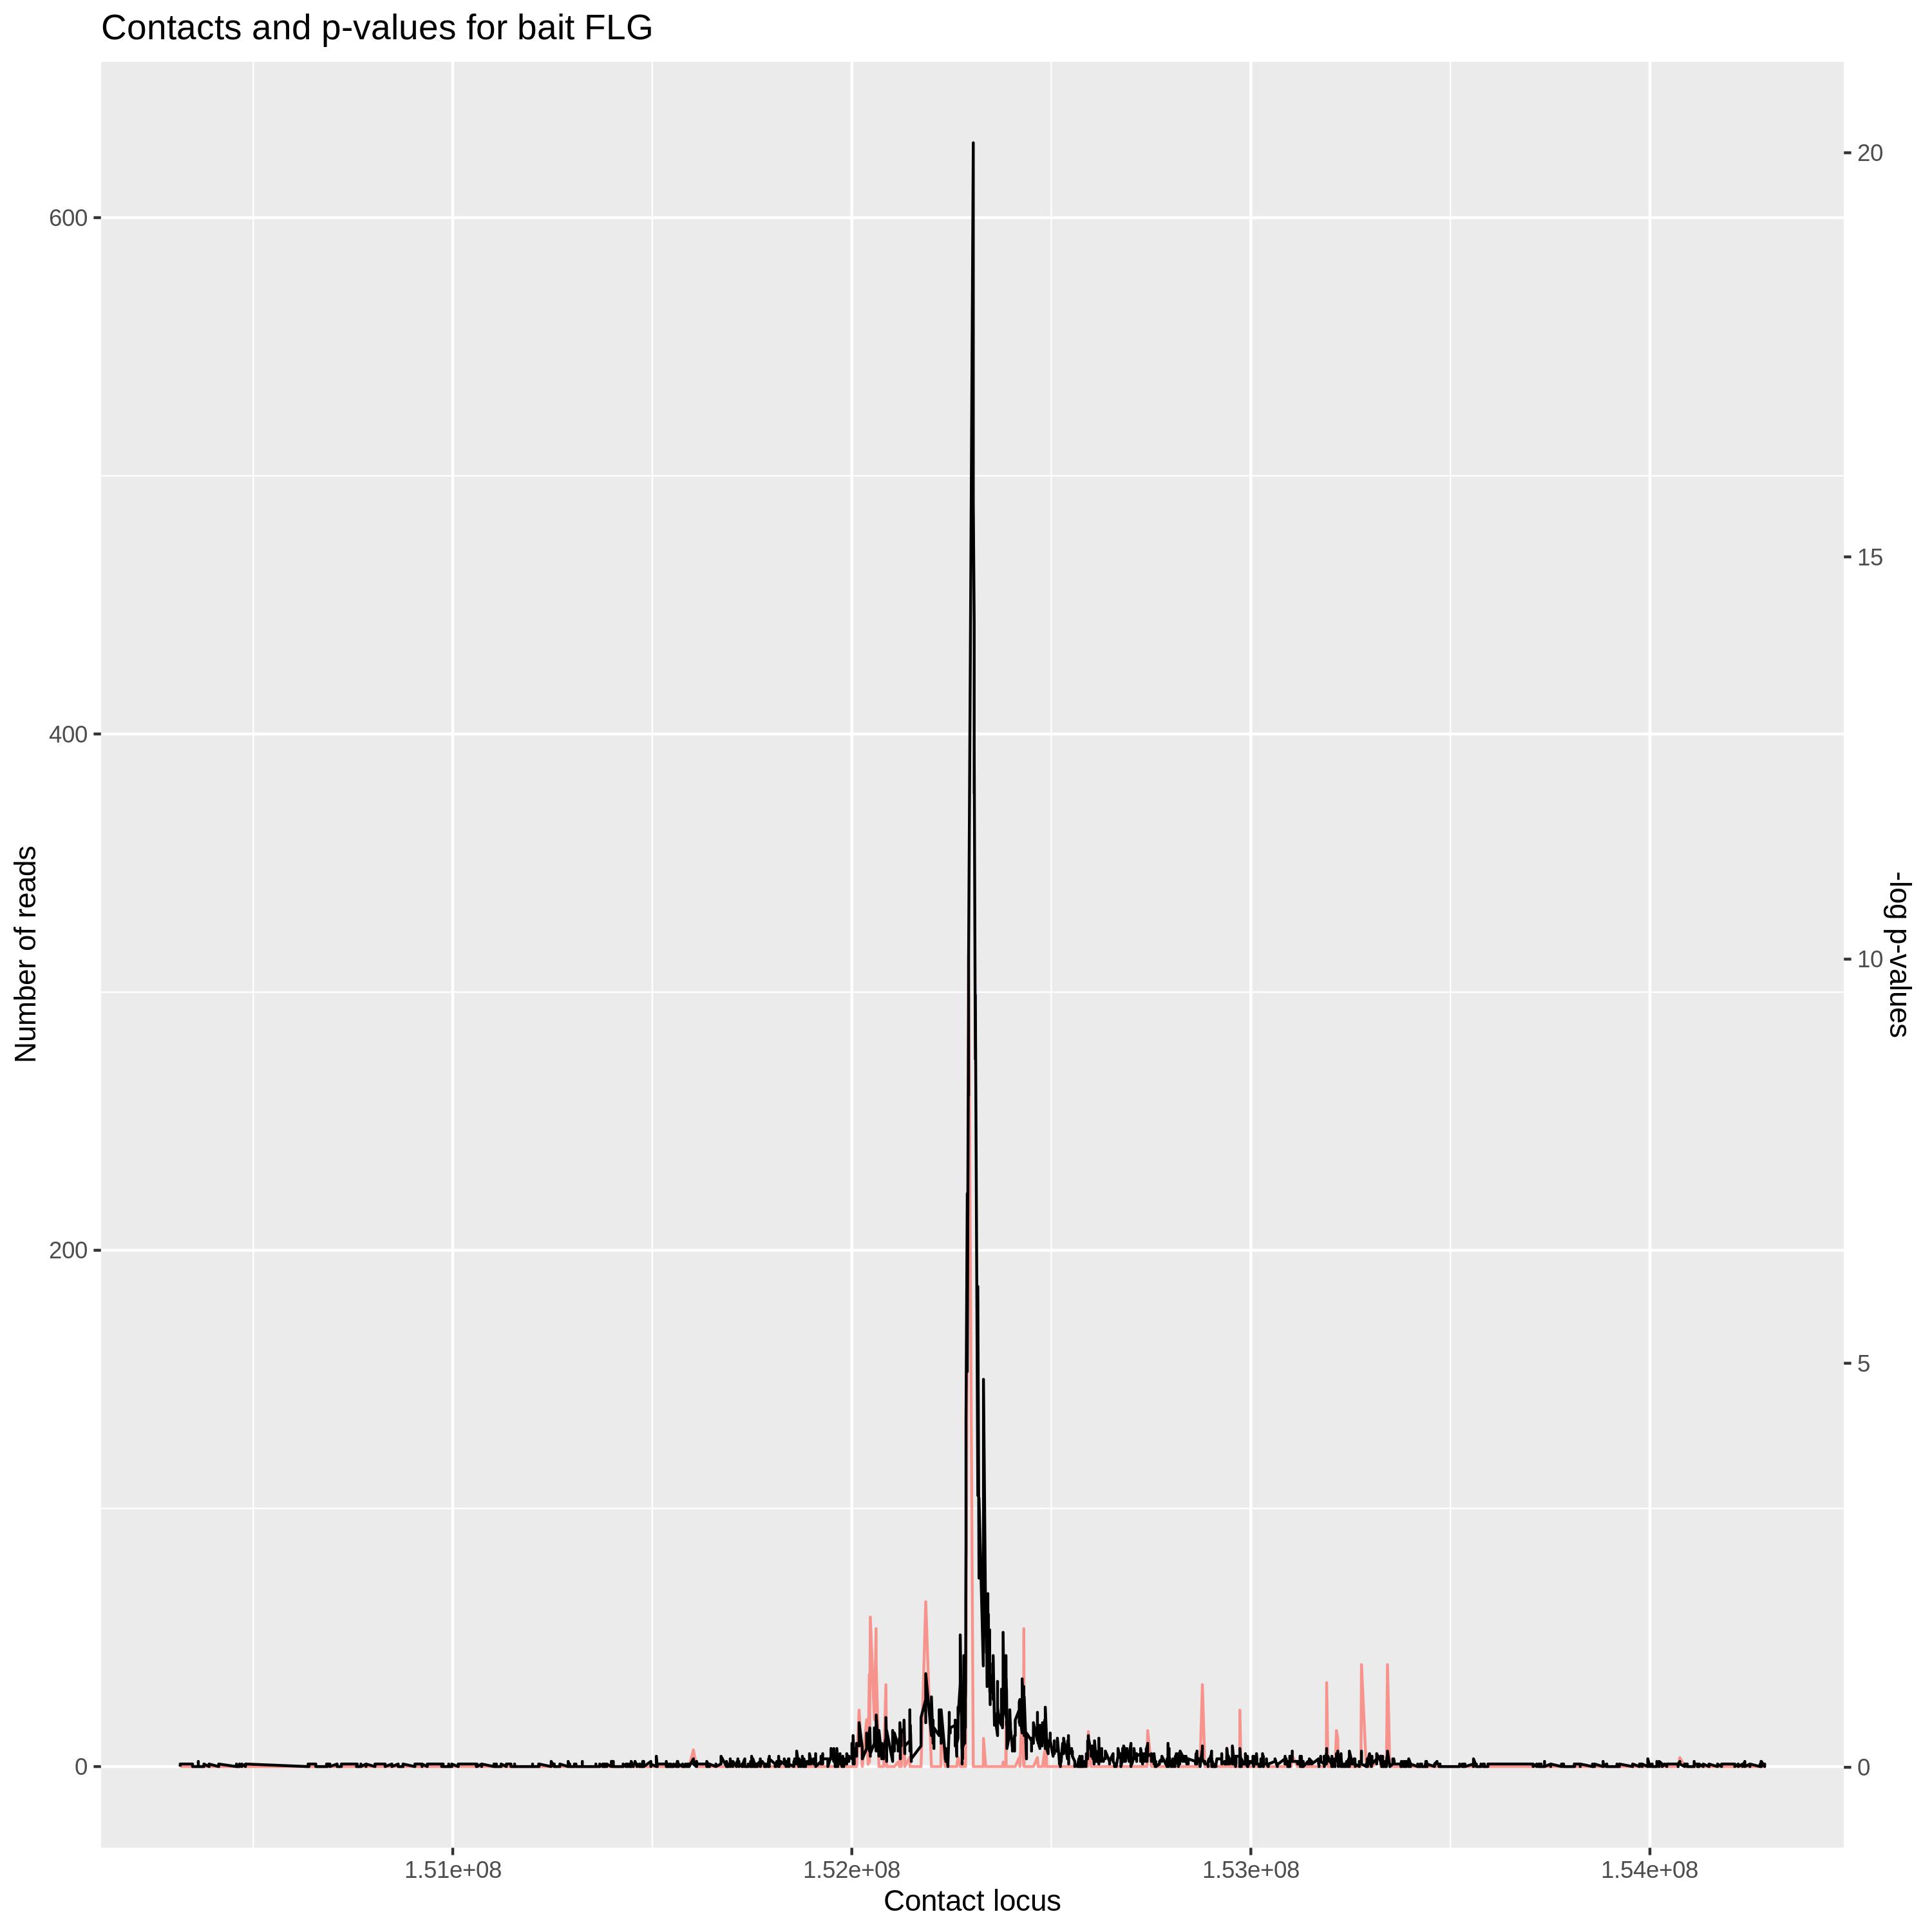 Contacts and p-values for bait FLG
600
400
200
0
Number of reads
20
15
10
5
0
-log p-values
1.51e+08
1.52e+08
1.53e+08
1.54e+08
Contact locus